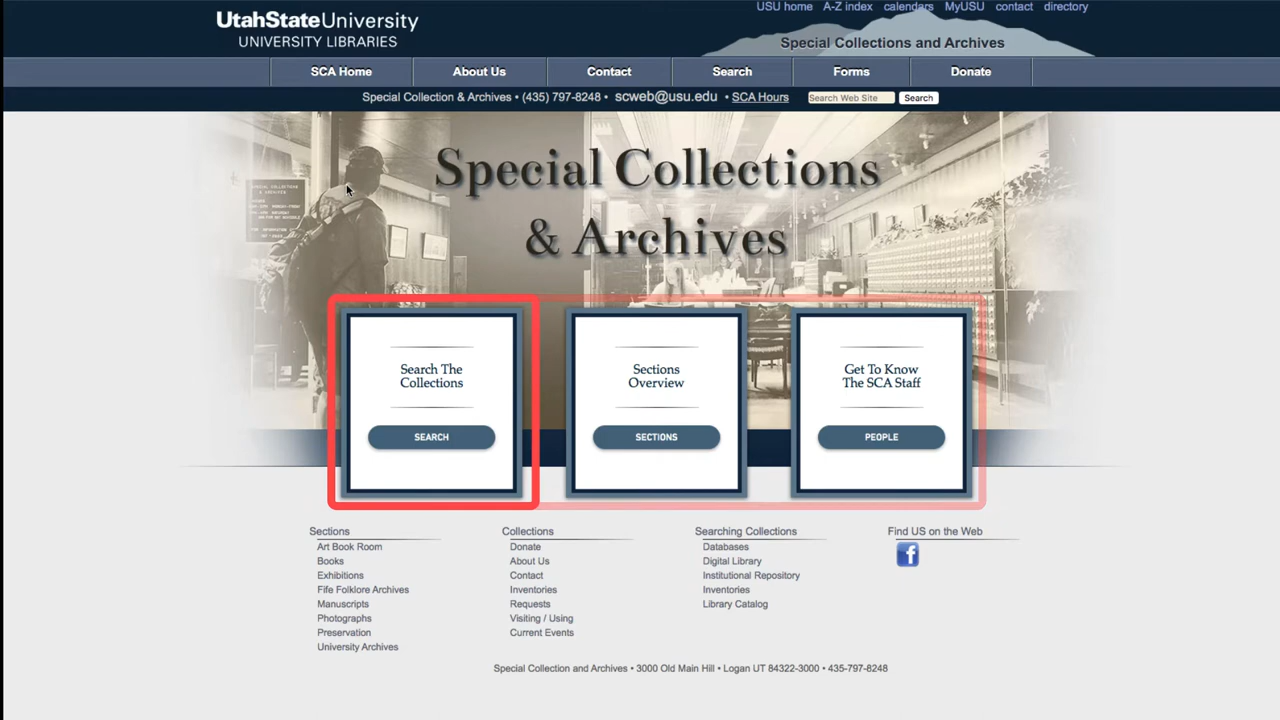 UtahStateUniversity
UNIVERSITY LIBRARIES
USU home A-Z index calendars MyUSU contact directory
Special Collections and Archives
SCA Home About Us Contact Search Forms Donate
Special Collection & Archives • (435) 797-8248 • scweb@usu.edu • SCA Hours Search Web Site Search
Special Collections
& Archives
Search The
Collections
SEARCH
Sections
Overview
SECTIONS
Get To Know
The SCA Staff
PEOPLE
Sections
Art Book Room
Books
Exhibitions
Fife Folklore Archives
Manuscripts
Photographs
Preservation
University Archives
Collections
Donate
About Us
Contact
Inventories
Requests
Visiting / Using
Current Events
Searching Collections
Databases
Digital Library
Institutional Repository
Inventories
Library Catalog
Find US on the Web
f
Special Collection and Archives • 3000 Old Main Hill • Logan UT 84322-3000 • 435-797-8248